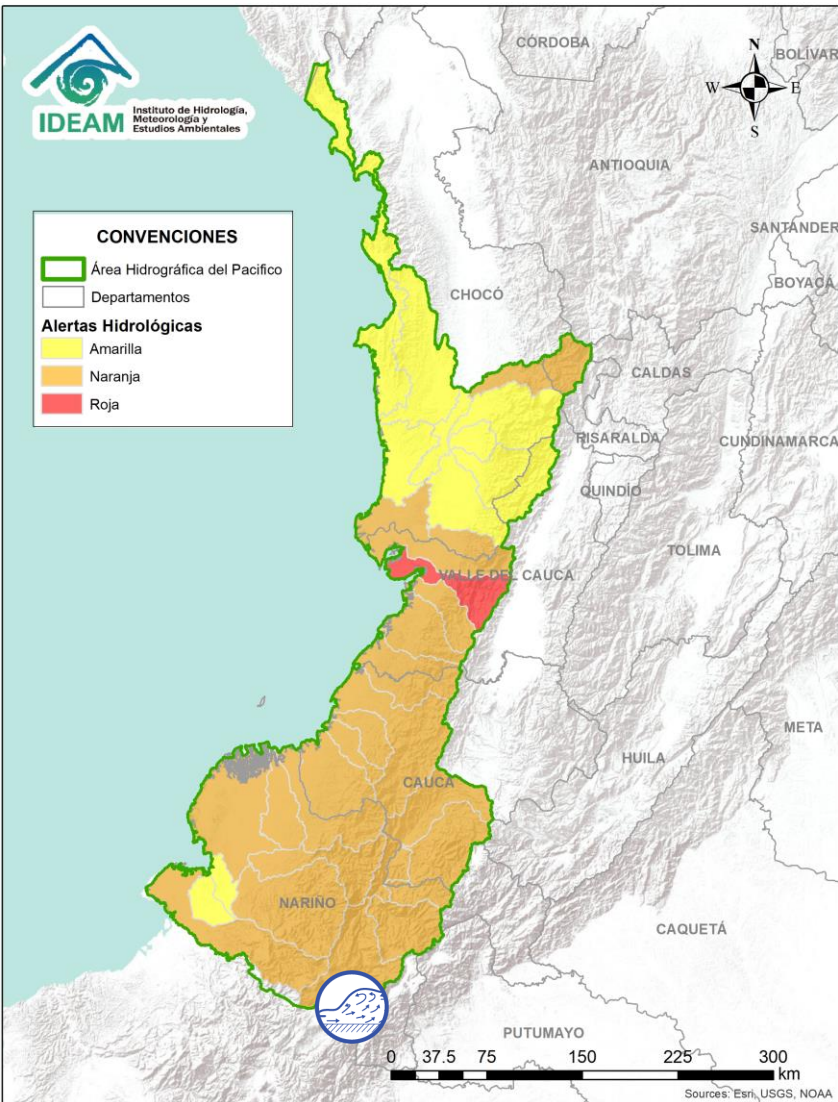 IDEAM
Instituto de Hidrología,
Meteorología y
Estudios Ambientales
CÓRDOBA
BOLÍVAR
N
W
E
S
ANTIOQUIA
SANTANDER
BOYACÁ
CONVENCIONES
Área Hidrográfica del Pacifico
Departamentos
Alertas Hidrológicas
Amarilla
Naranja
Roja
CHOCÓ
CALDAS
RISARALDA
CUNDINAMARCA
QUINDÍO
TOLIMA
VALLE DEL CAUCA
META
HUILA
CAUCA
NARIÑO
CAQUETÁ
PUTUMAYO
0 37.5 75 150 225 300
km
Sources: Esri, USGS, NOAA